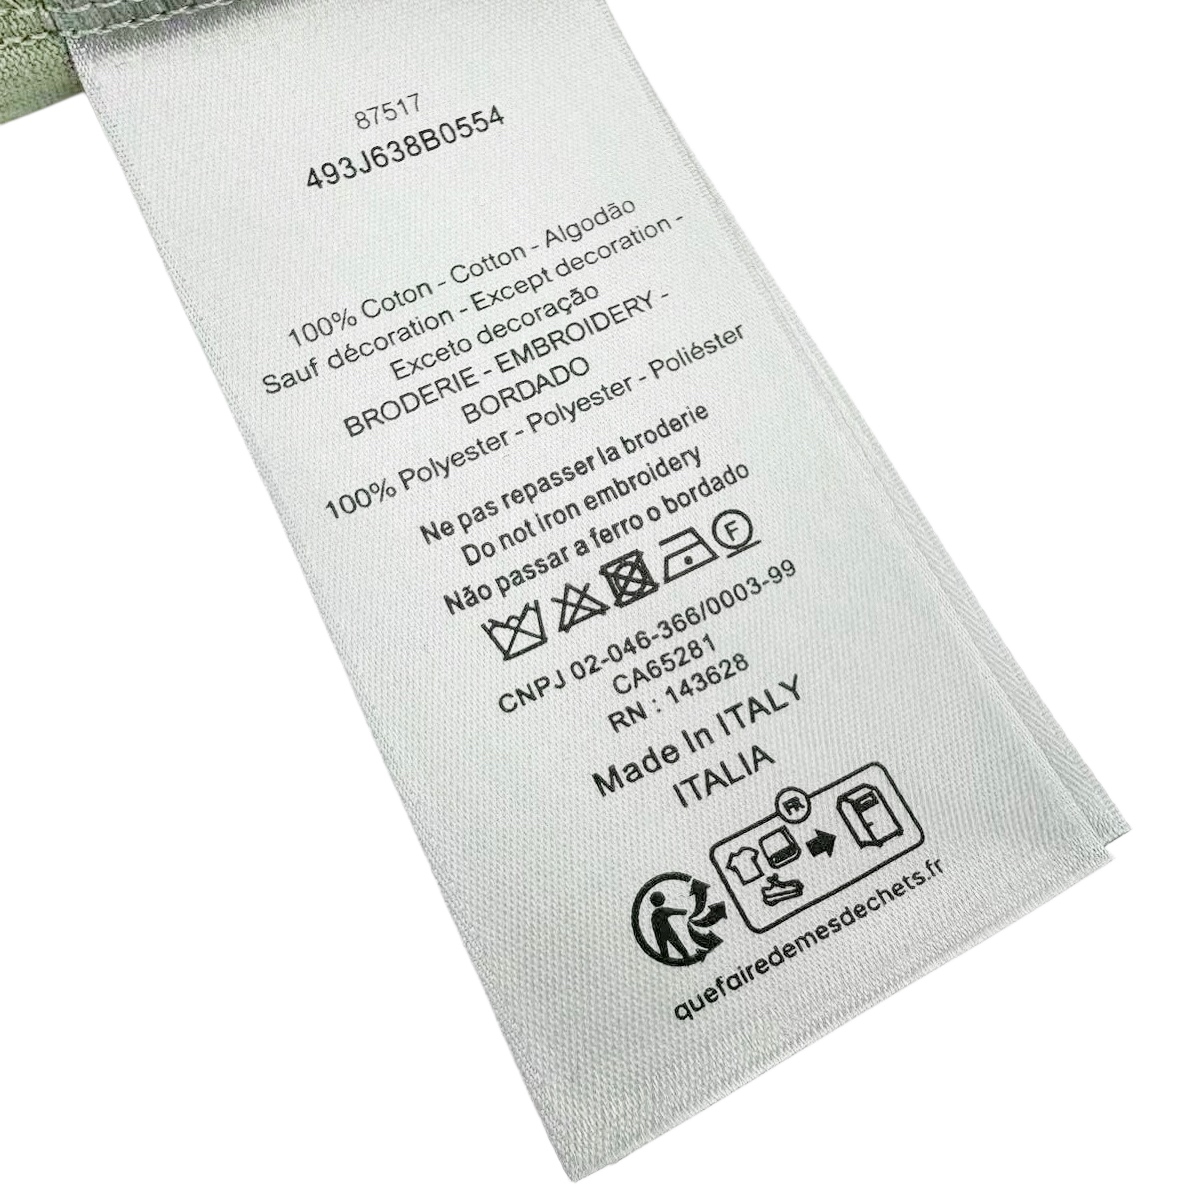 87517
493J638B0554
100% Coton - Cotton - Algodão
Sauf décoration - Except decoration -
Exceto decoração
BRODERIE - EMBROIDERY -
BORDADO
100% Polyester - Polyester - Poliéster
Ne pas repasser la broderie
Do not iron embroidery
Não passar a ferro o bordado
F
CNPJ 02-046-366/0003-99
CA65281
RN : 143628
Made In ITALY
ITALIA
FR
quefairedemesdechets.fr